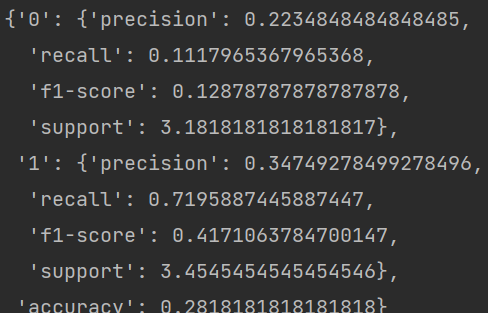 {'0': {'precision': 0.2234848484848485,
'recall': 0.1117965367965368,
'f1-score': 0.12878787878787878,
'support': 3.1818181818181817},
'1': {'precision': 0.34749278499278496,
'recall': 0.7195887445887447,
'f1-score': 0.4171063784700147,
'support': 3.4545454545454546},
'accuracy': 0.2818181818181818}